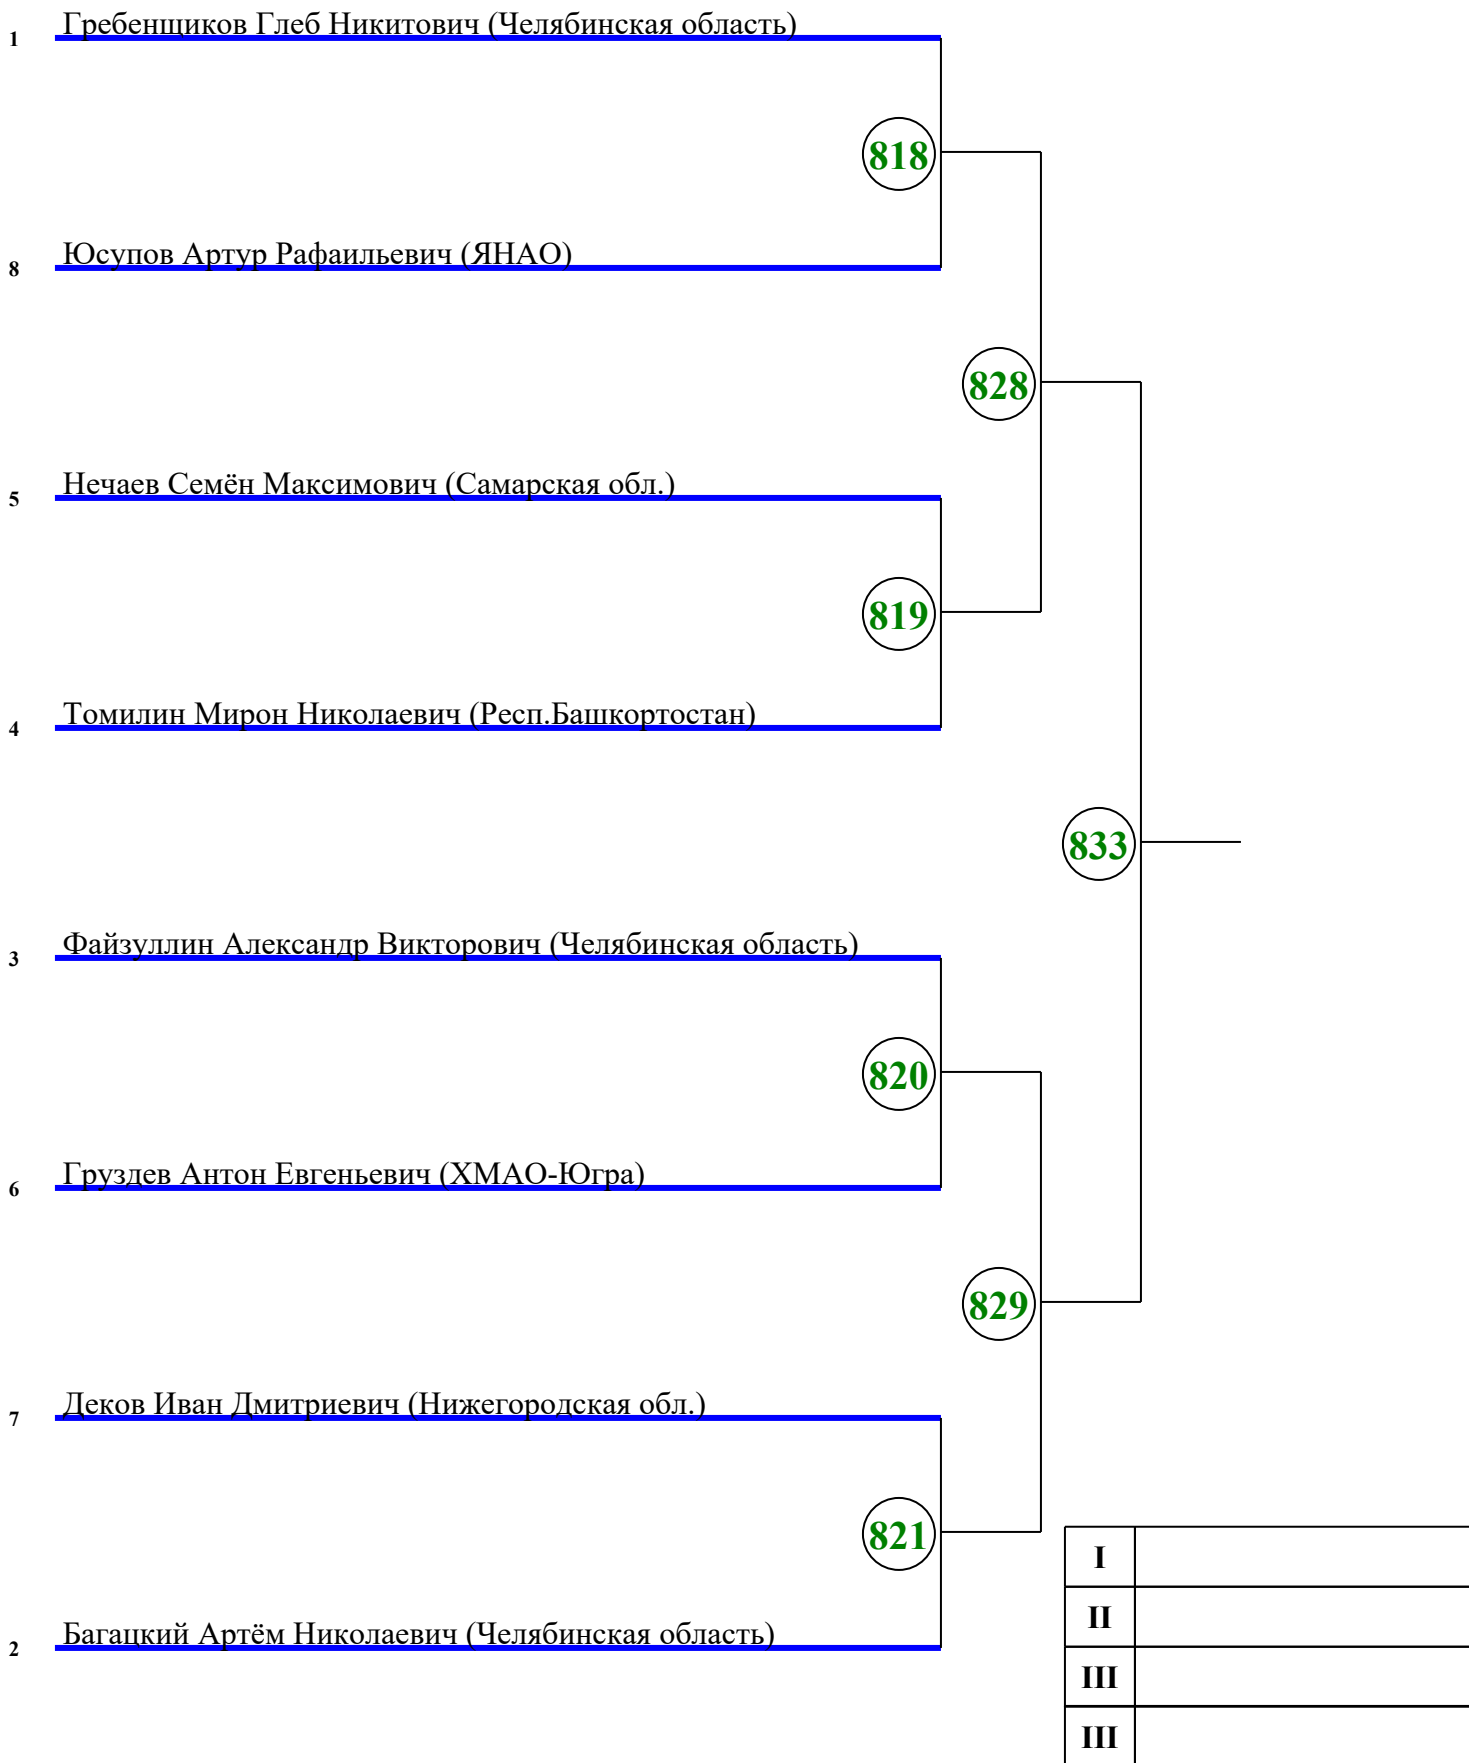 1 Гребенщиков Глеб Никитович (Челябинская область)
818
8 Юсупов Артур Рафаильевич (ЯНАО)
828
5 Нечаев Семён Максимович (Самарская обл.)
819
4 Томилин Мирон Николаевич (Респ.Башкортостан)
833
3 Файзуллин Александр Викторович (Челябинская область)
820
6 Груздев Антон Евгеньевич (ХМАО-Югра)
829
7 Деков Иван Дмитриевич (Нижегородская обл.)
821
I
II
2 Багацкий Артём Николаевич (Челябинская область)
III
III